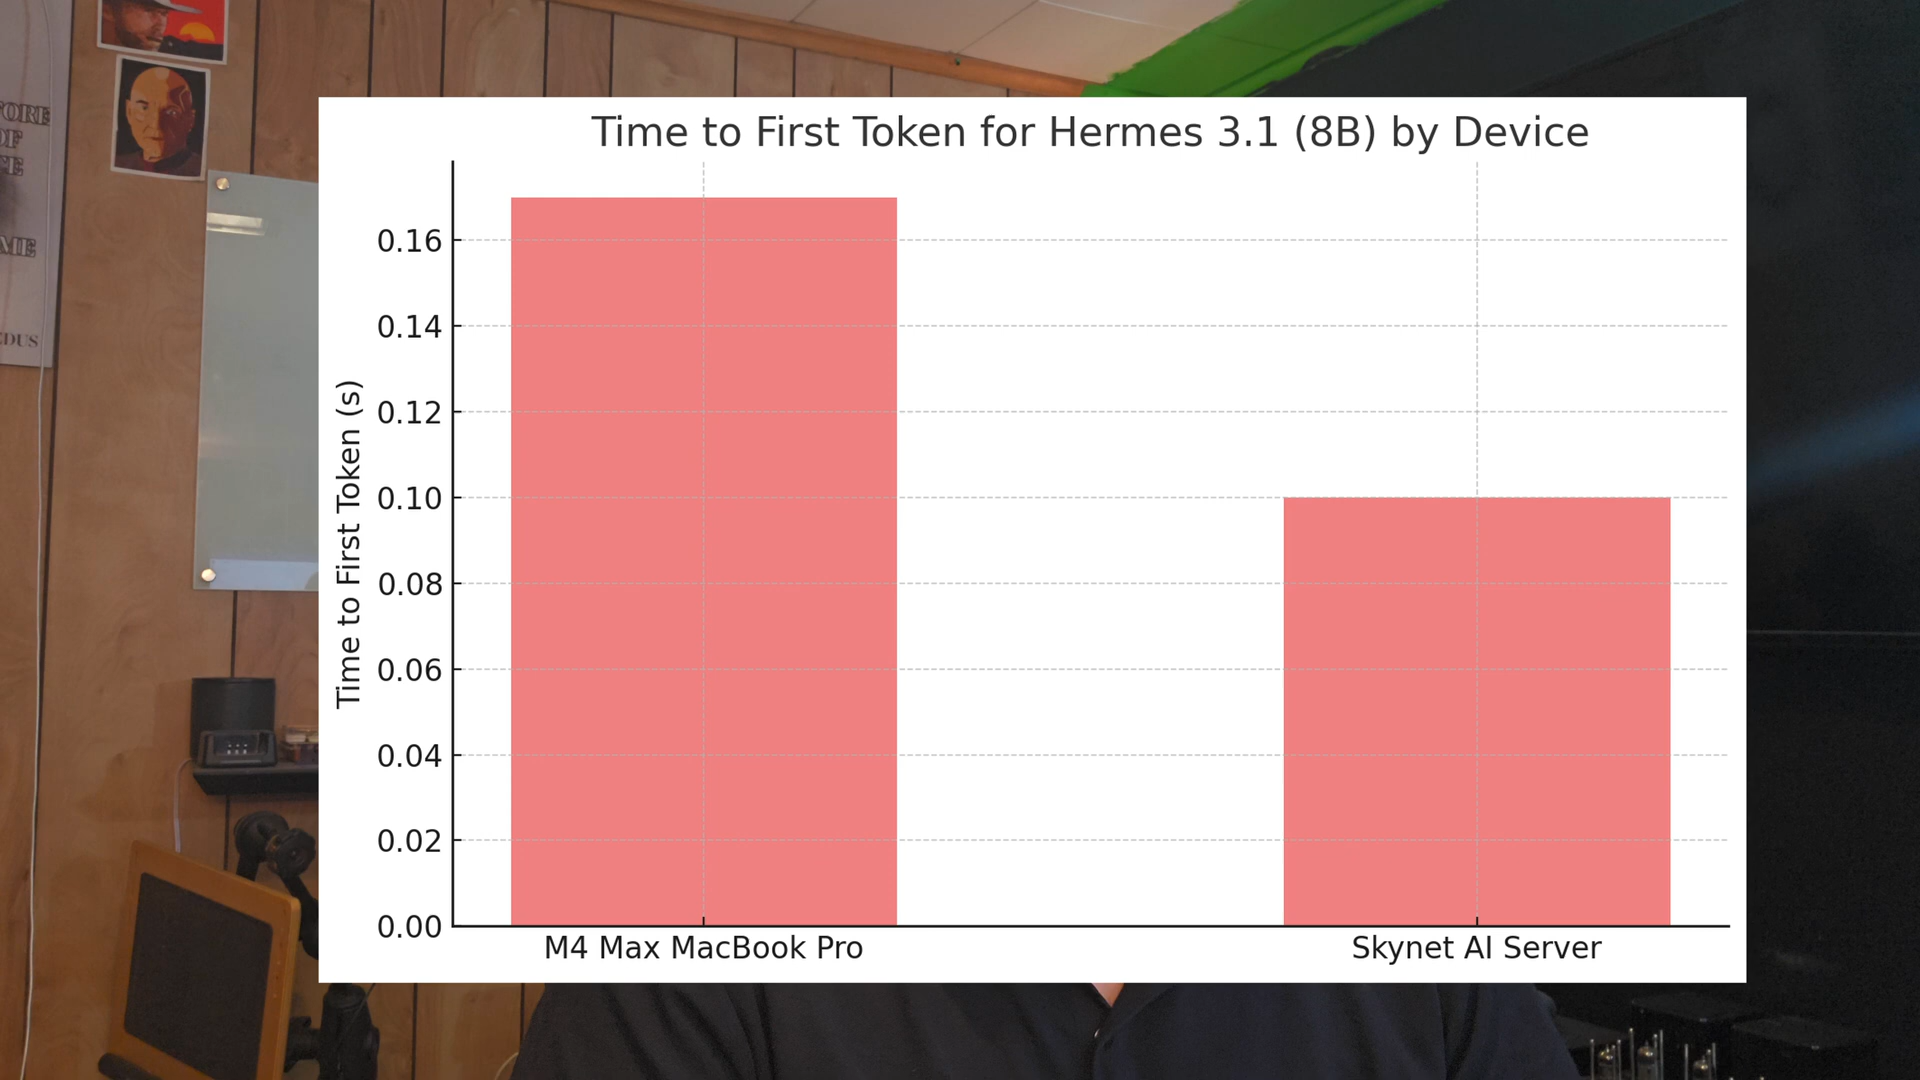 Time to First Token for Hermes 3.1 (8B) by Device
Time to First Token (s)
0.16
0.14
0.12
0.10
0.08
0.06
0.04
0.02
0.00
M4 Max MacBook Pro
Skynet AI Server
ME
EDUS